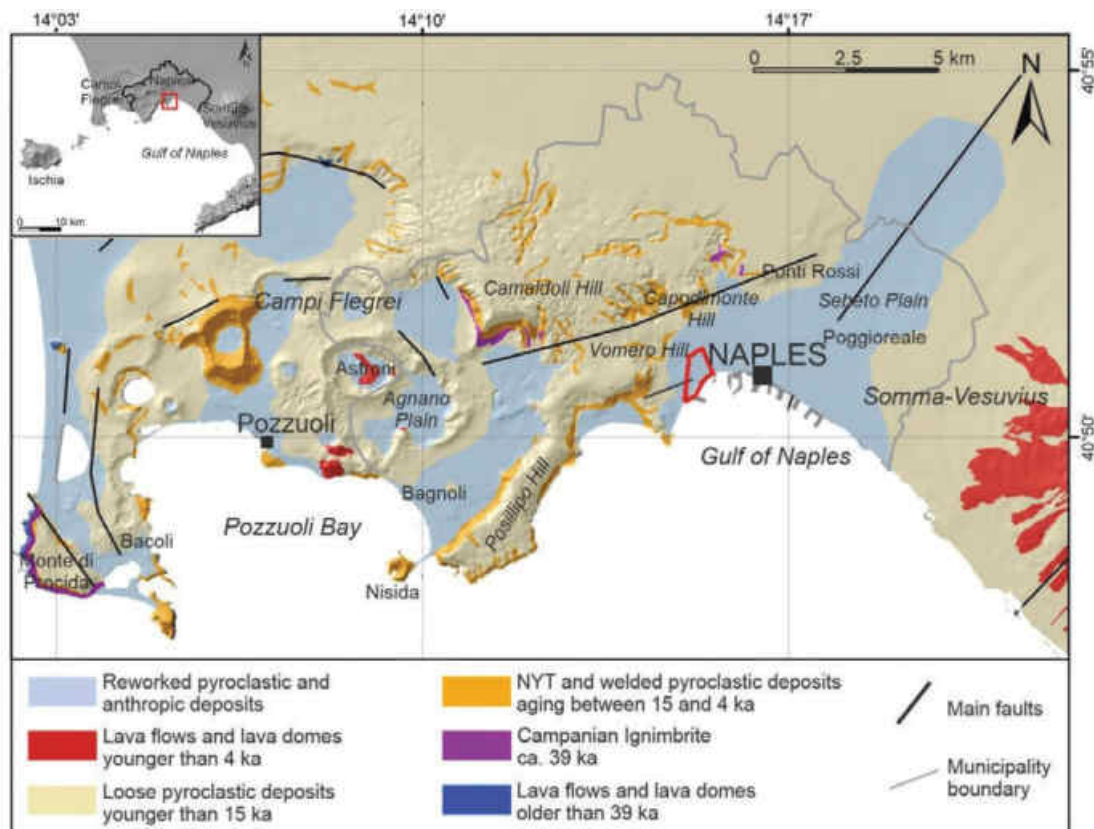 14°03'
14°10'
14°17'
Campi
Flegrei
Naples
Somma-
Vesuvius
Gulf of Naples
Ischia
0 10 km
0 2.5 5 km
N
40°55'
40°50'
Campi Flegrei
Camaldoli Hill
Capodimonte
Hill
Ponti Rossi
Sebeto Plain
Poggioreale
Vomero Hill
NAPLES
Astroni
Agnano
Plain
Somma-Vesuvius
Pozzuoli
Gulf of Naples
Bagnoli
Posillipo Hill
Pozzuoli Bay
Bacoli
Monte di
Procida
Nisida
Reworked pyroclastic and
anthropic deposits
Lava flows and lava domes
younger than 4 ka
Loose pyroclastic deposits
younger than 15 ka
NYT and welded pyroclastic deposits
aging between 15 and 4 ka
Campanian Ignimbrite
ca. 39 ka
Lava flows and lava domes
older than 39 ka
Main faults
Municipality
boundary